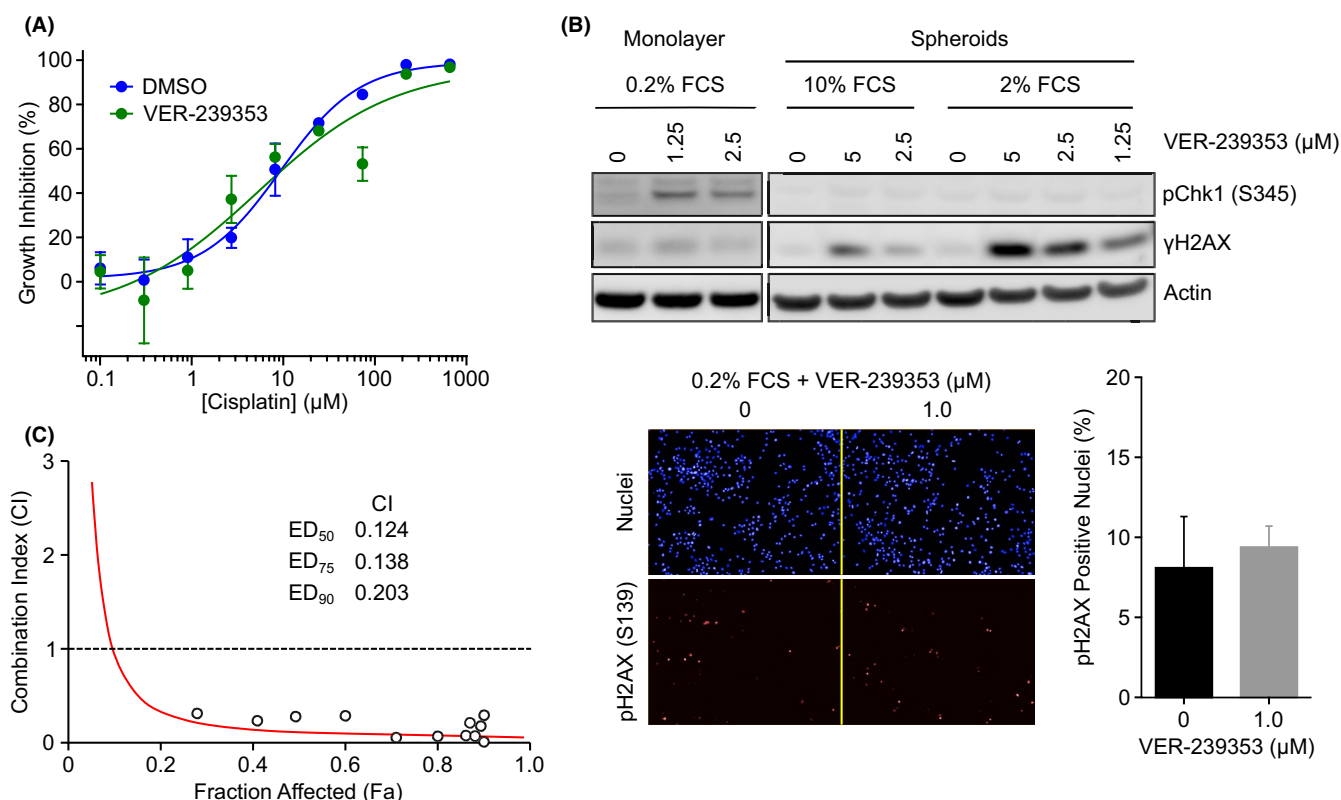 (A)
100
80
60
40
20
0
Growth Inhibition (%)
DMSO
VER-239353
0.1 1 10 100 1000
[Cisplatin] (µM)
(B)
Monolayer Spheroids
0.2% FCS 10% FCS 2% FCS
0 1.25 2.5 0 5 2.5 0 5 2.5 1.25 VER-239353 (µM)
pChk1 (S345)
γH2AX
Actin
0.2% FCS + VER-239353 (µM)
0 1.0
Nuclei
pH2AX (S139)
20
15
10
5
0
pH2AX Positive Nuclei (%)
0 1.0
VER-239353 (µM)
(C)
3
2
1
0
Combination Index (CI)
CI
ED50 0.124
ED75 0.138
ED90 0.203
0 0.2 0.4 0.6 0.8 1.0
Fraction Affected (Fa)